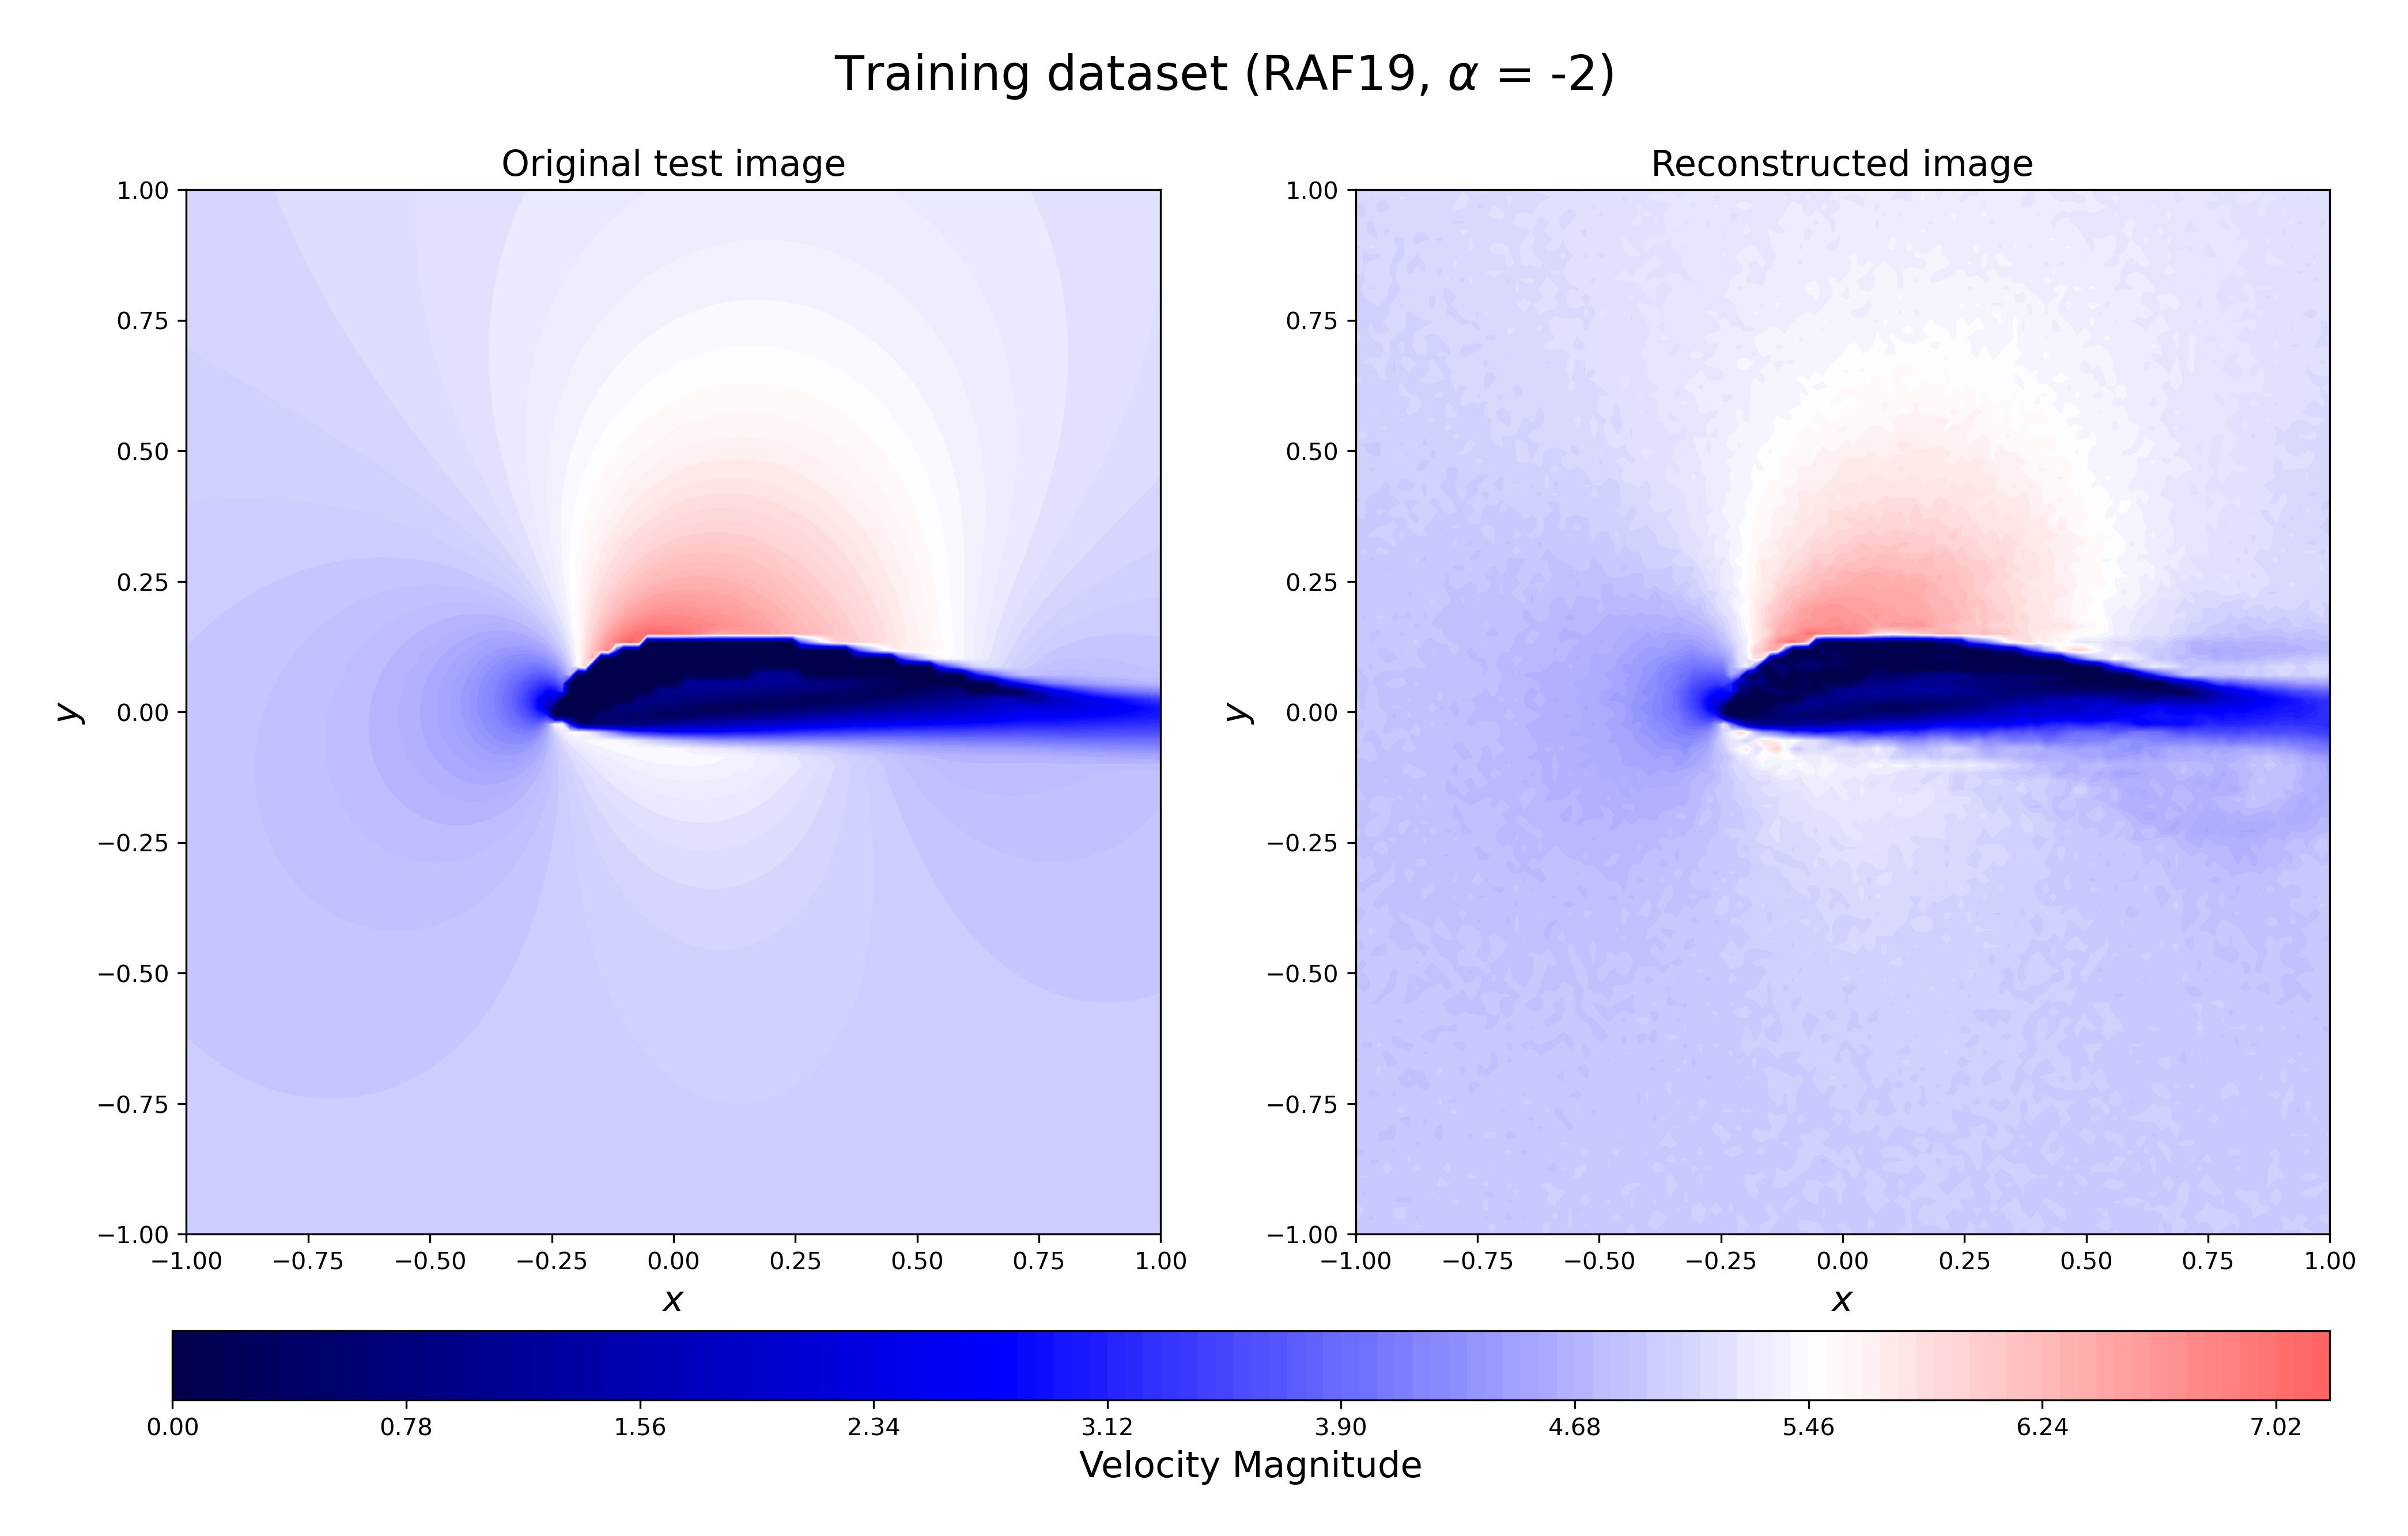 Training dataset (RAF19, α = -2)
Original test image
1.00
0.75
0.50
0.25
0.00
−0.25
−0.50
−0.75
−1.00
y
−1.00 −0.75 −0.50 −0.25 0.00 0.25 0.50 0.75 1.00
x
Reconstructed image
1.00
0.75
0.50
0.25
0.00
−0.25
−0.50
−0.75
−1.00
y
−1.00 −0.75 −0.50 −0.25 0.00 0.25 0.50 0.75 1.00
x
0.00 0.78 1.56 2.34 3.12 3.90 4.68 5.46 6.24 7.02
Velocity Magnitude